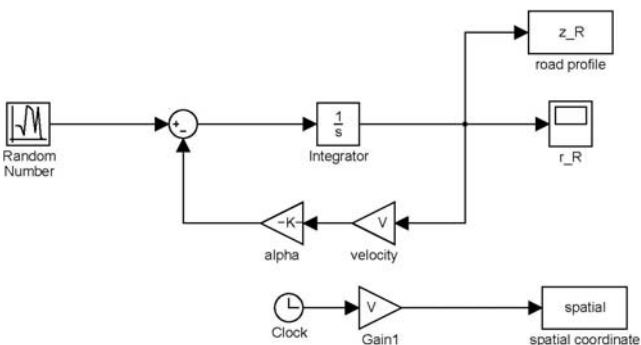 z_R
road profile
+
-
1
s
Random
Number
Integrator
r_R
-K-
V
alpha
velocity
V
spatial
Clock
Gain1
spatial coordinate